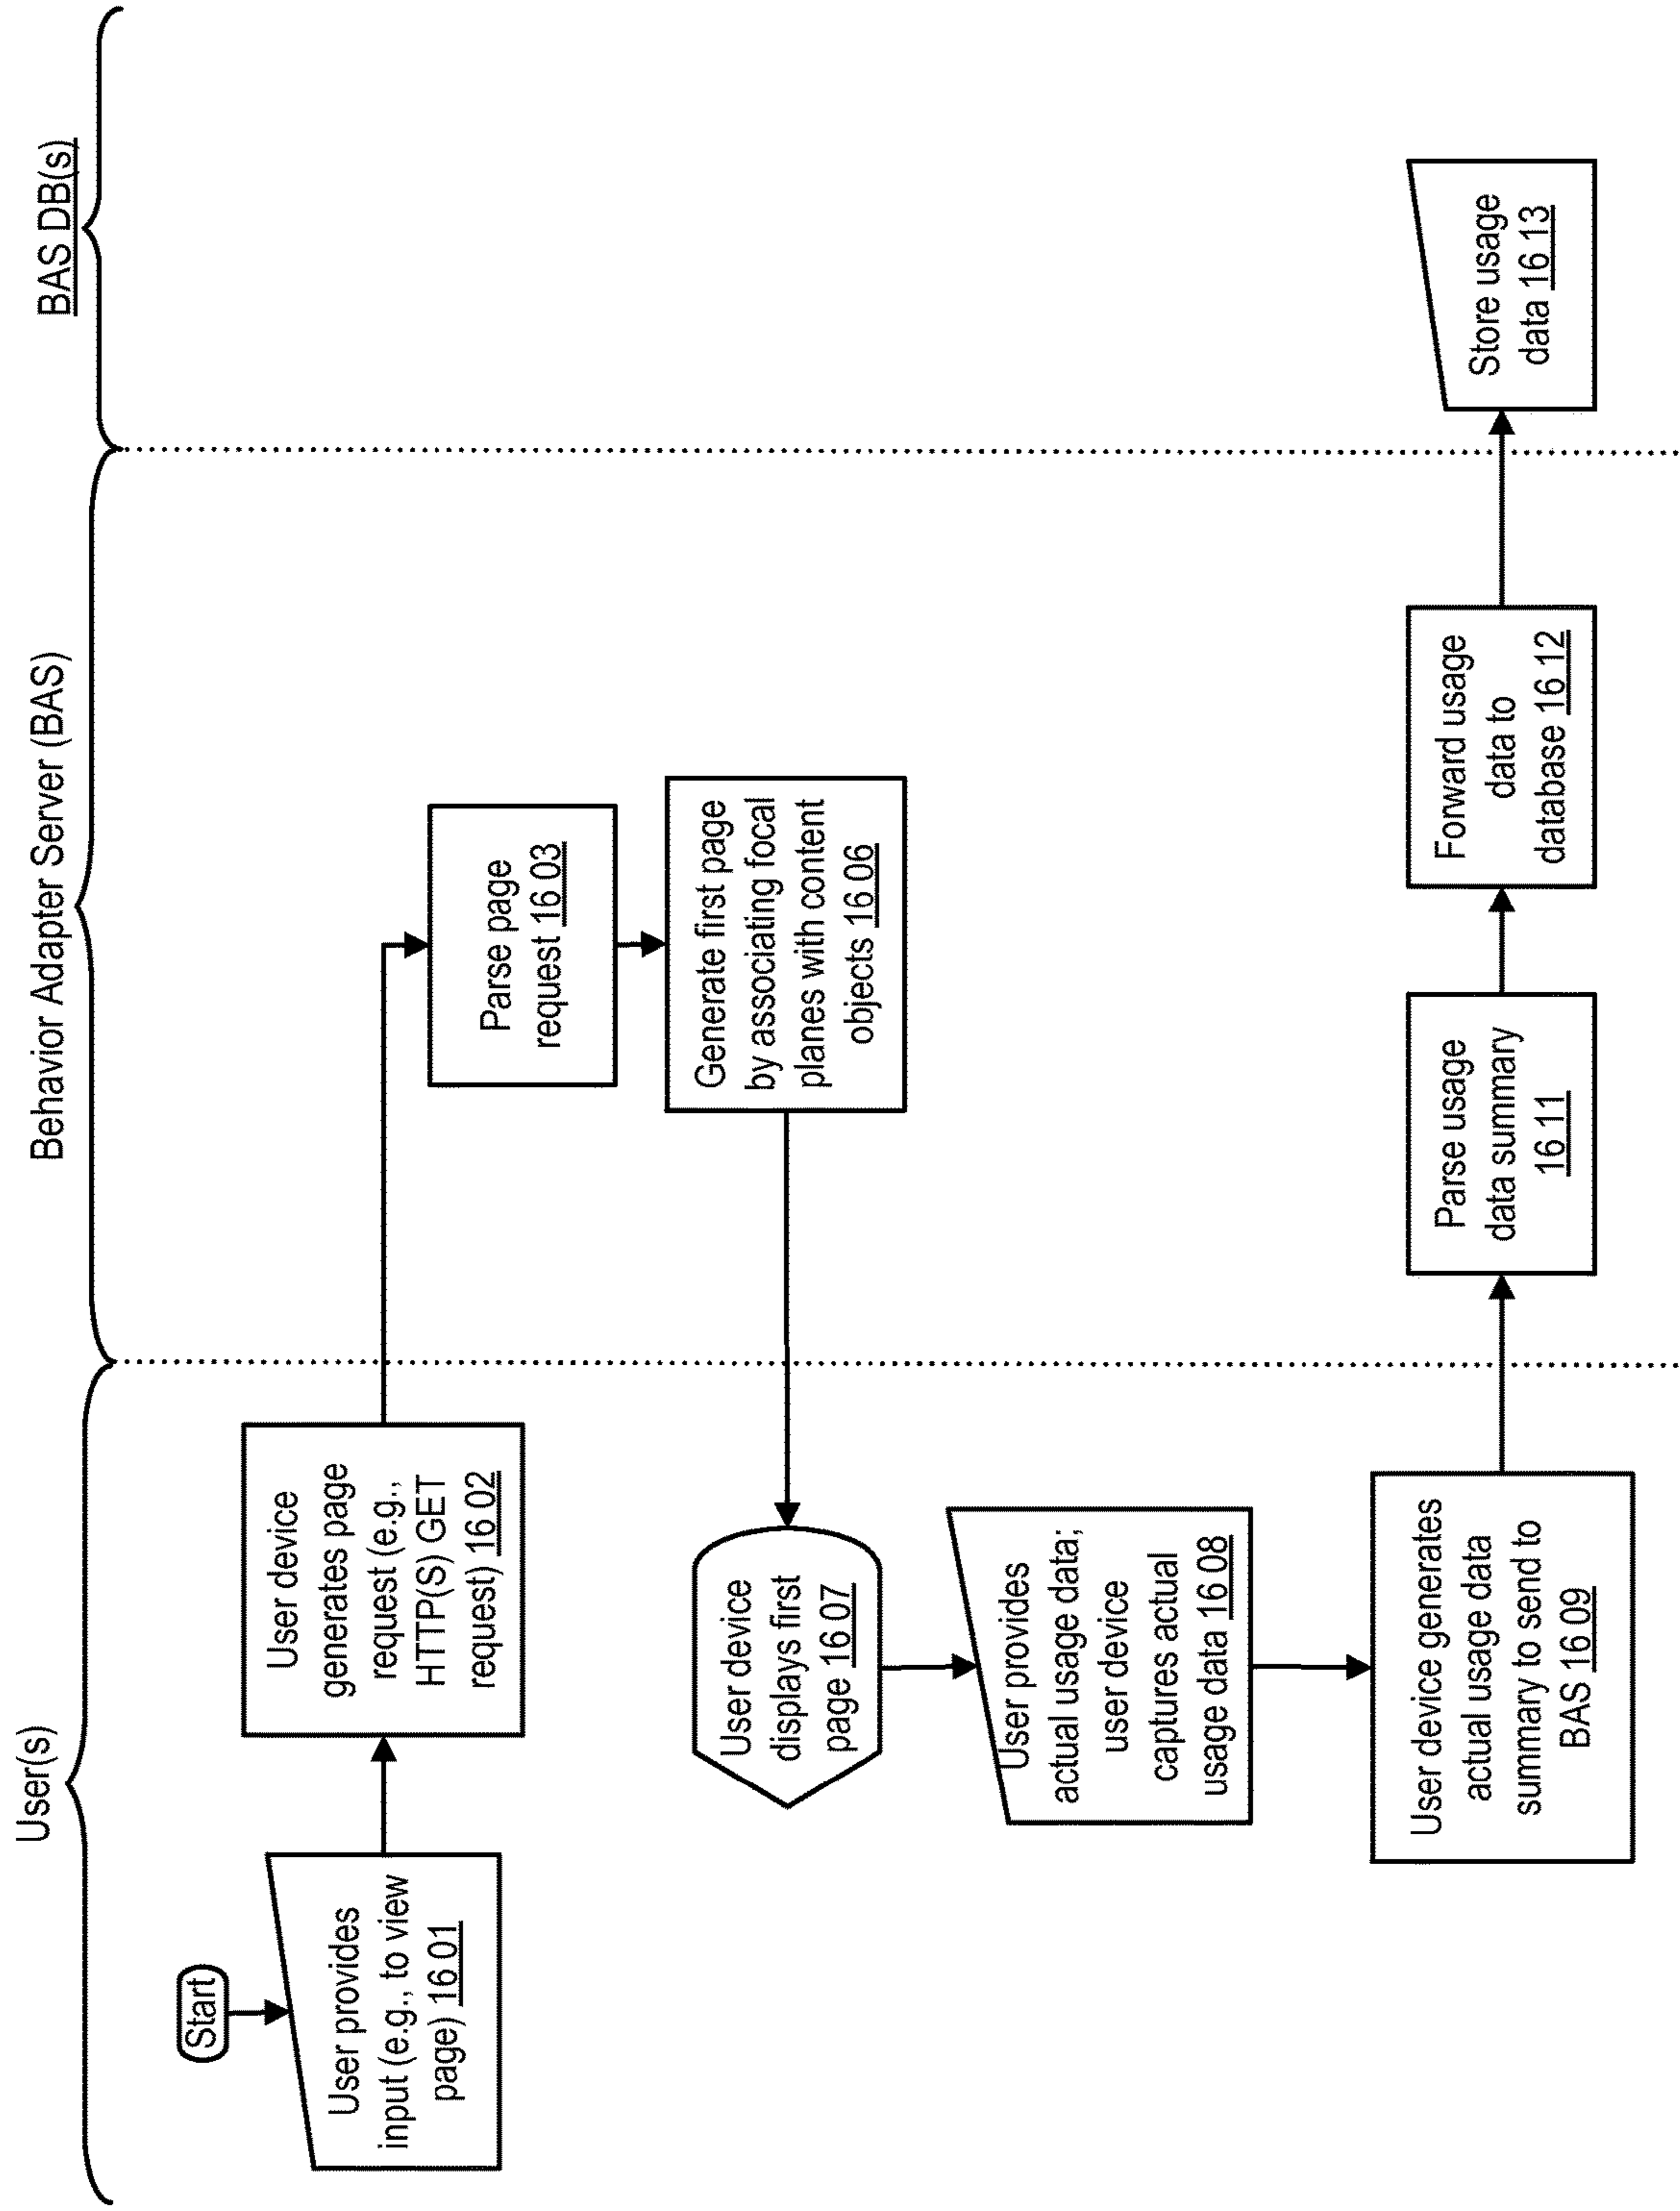 User(s)
Behavior Adapter Server (BAS)
BAS DB(s)
Start
User provides
input (e.g., to view
page) 16 01
User device
generates page
request (e.g.,
HTTP(S) GET
request) 16 02
Parse page
request 16 03
Generate first page
by associating focal
planes with content
objects 16 06
User device
displays first
page 16 07
User provides
actual usage data;
user device
captures actual
usage data 16 08
User device generates
actual usage data
summary to send to
BAS 16 09
Parse usage
data summary
16 11
Forward usage
data to
database 16 12
Store usage
data 16 13